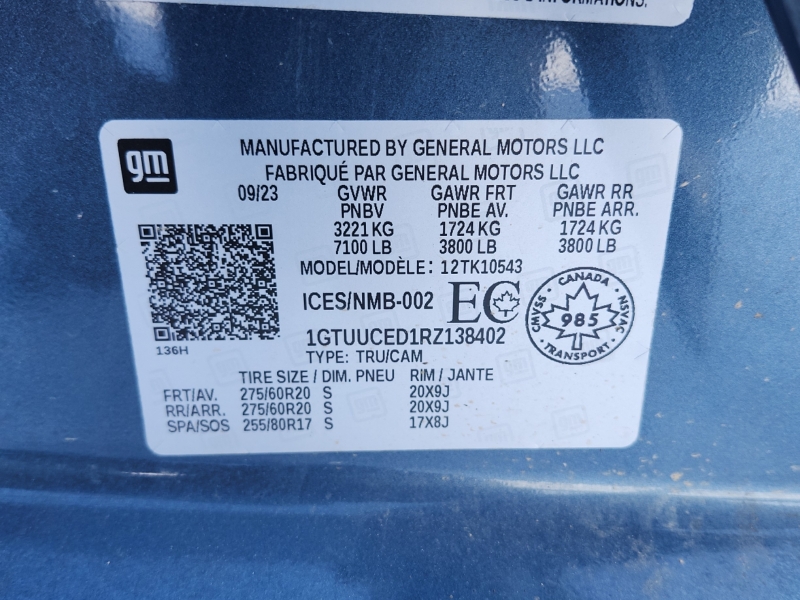 gm
MANUFACTURED BY GENERAL MOTORS LLC
FABRIQUÉ PAR GENERAL MOTORS LLC
09/23 GVWR GAWR FRT GAWR RR
PNBV PNBE AV. PNBE ARR.
3221 KG 1724 KG 1724 KG
7100 LB 3800 LB 3800 LB
MODEL/MODÈLE: 12TK10543
ICES/NMB-002 EC
CANADA
CMVSS 985 NSVAC
TRANSPORT
1GTUUCED1RZ138402
136H
TYPE: TRU/CAM
TIRE SIZE / DIM. PNEU RIM / JANTE
FRT/AV. 275/60R20 S 20X9J
RR/ARR. 275/60R20 S 20X9J
SPA/SOS 255/80R17 S 17X8J